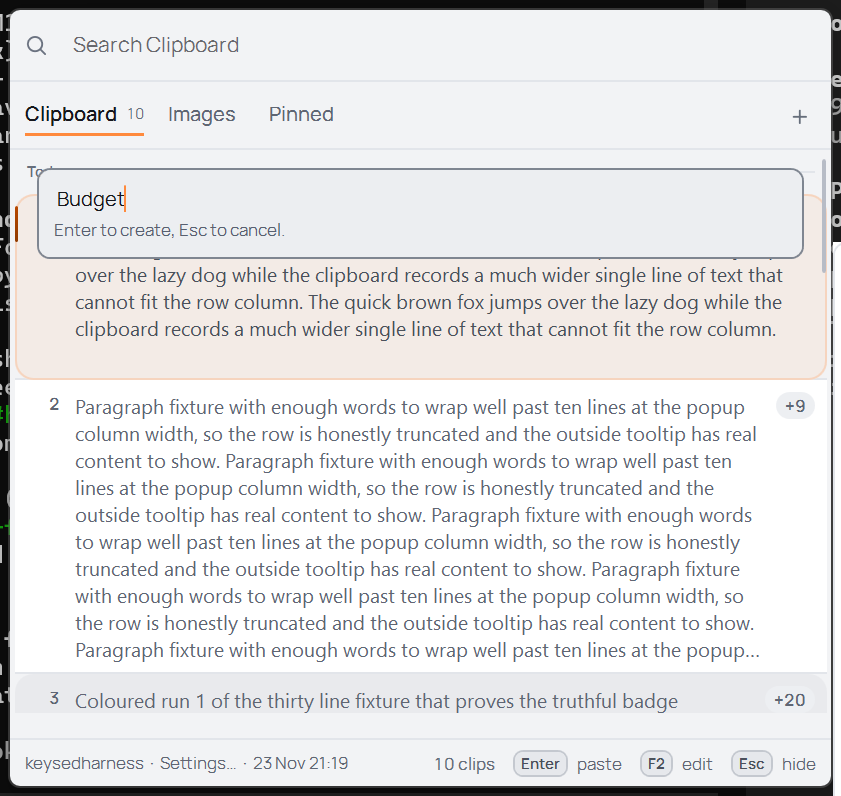 Search Clipboard
Clipboard 10 Images Pinned +
Budget
Enter to create, Esc to cancel.
over the lazy dog while the clipboard records a much wider single line of text that
cannot fit the row column. The quick brown fox jumps over the lazy dog while the
clipboard records a much wider single line of text that cannot fit the row column.
2 Paragraph fixture with enough words to wrap well past ten lines at the popup +9
column width, so the row is honestly truncated and the outside tooltip has real
content to show. Paragraph fixture with enough words to wrap well past ten
lines at the popup column width, so the row is honestly truncated and the
outside tooltip has real content to show. Paragraph fixture with enough words
to wrap well past ten lines at the popup column width, so the row is honestly
truncated and the outside tooltip has real content to show. Paragraph fixture
with enough words to wrap well past ten lines at the popup column width, so
the row is honestly truncated and the outside tooltip has real content to show.
Paragraph fixture with enough words to wrap well past ten lines at the popup...
3 Coloured run 1 of the thirty line fixture that proves the truthful badge +20
keysedharness · Settings... · 23 Nov 21:19 10 clips Enter paste F2 edit Esc hide